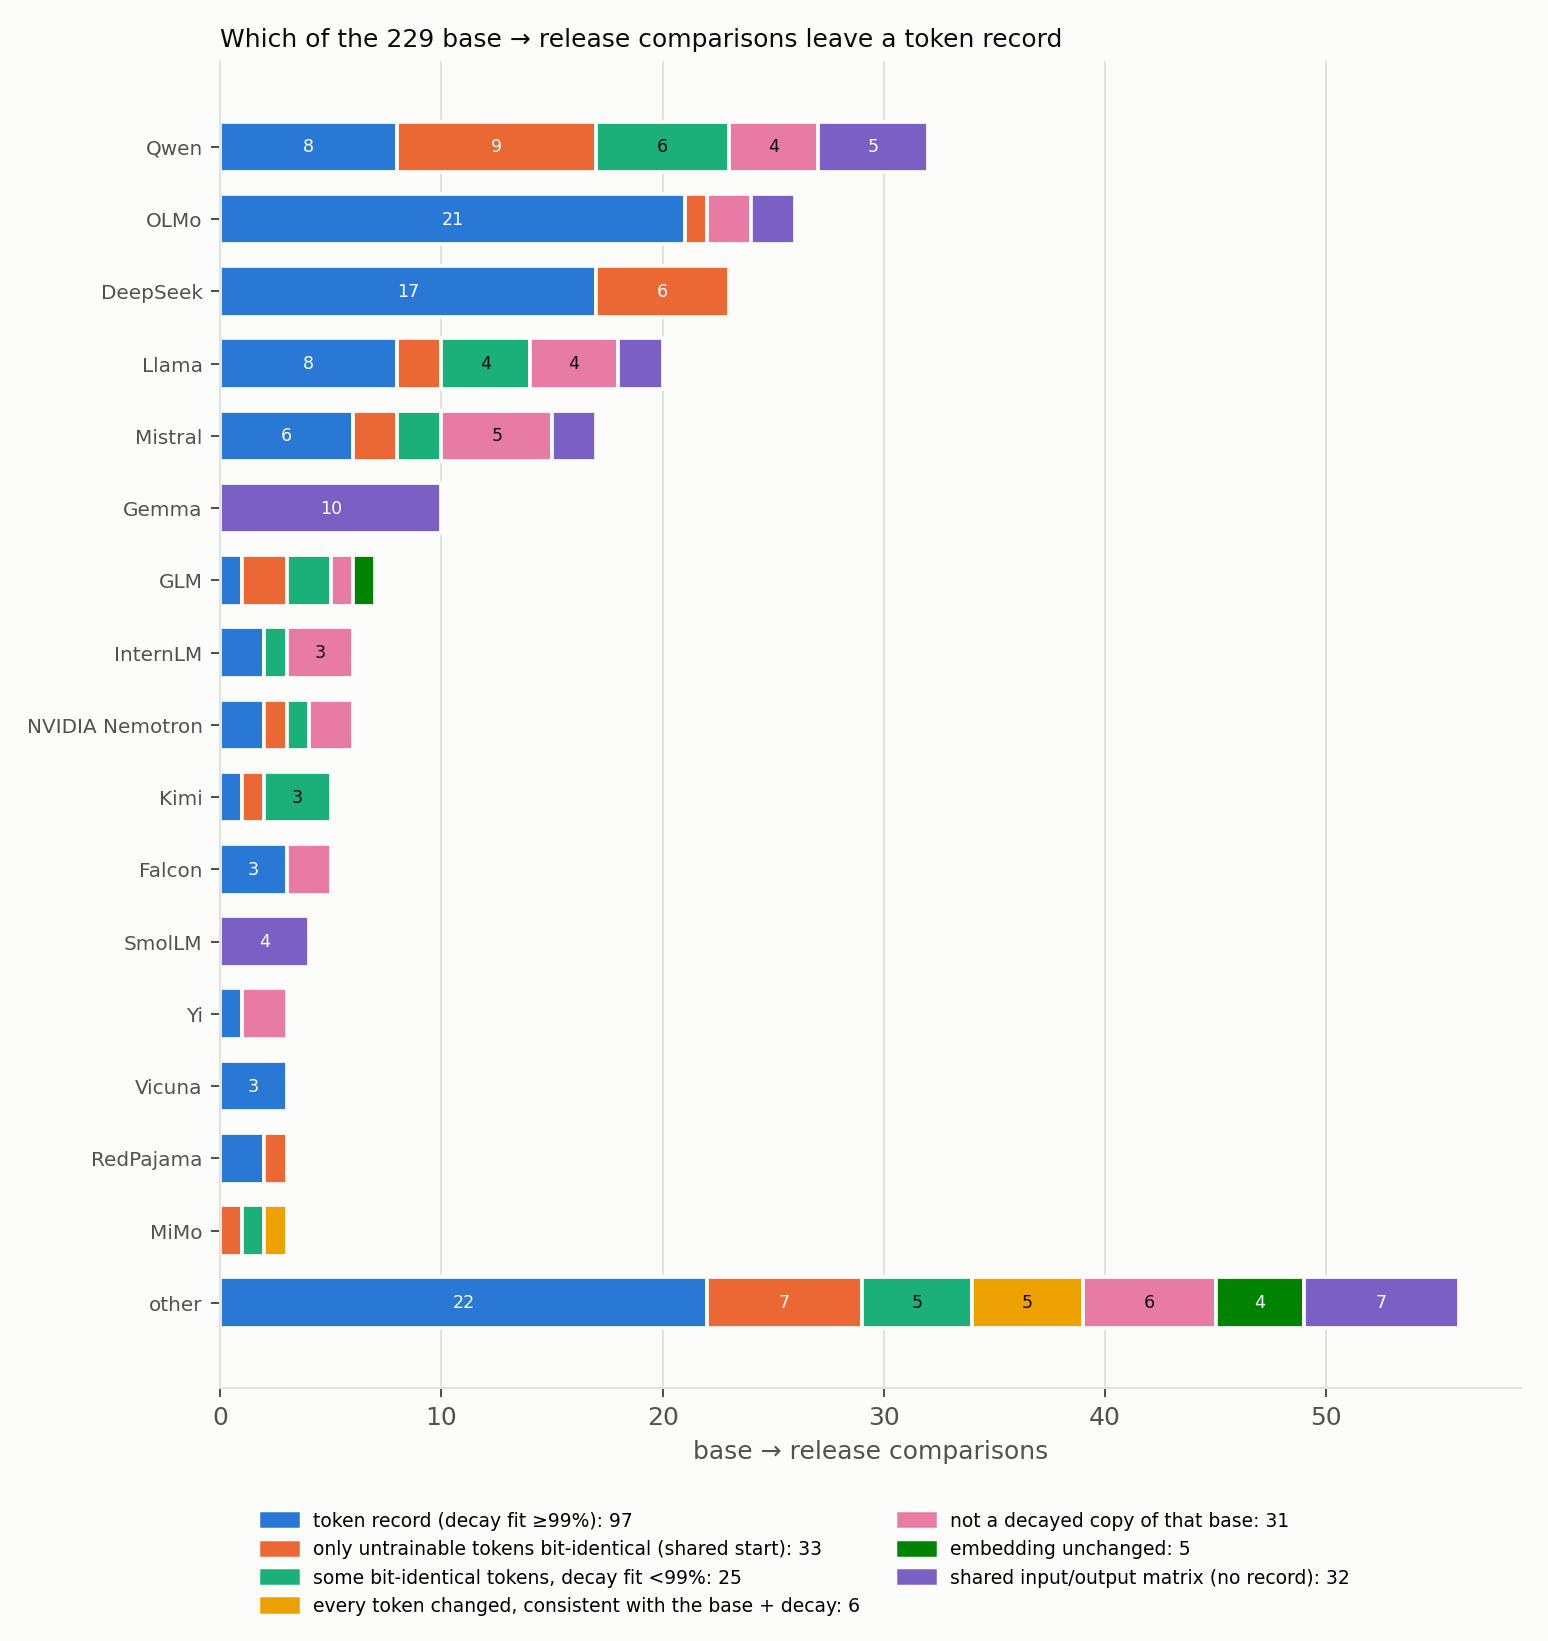 Which of the 229 base → release comparisons leave a token record
Qwen 8 9 6 4 5
OLMo 21
DeepSeek 17 6
Llama 8 4 4
Mistral 6 5
Gemma 10
GLM
InternLM 3
NVIDIA Nemotron
Kimi 3
Falcon 3
SmolLM 4
Yi
Vicuna 3
RedPajama
MiMo
other 22 7 5 5 6 4 7
0 10 20 30 40 50
base → release comparisons
token record (decay fit ≥99%): 97
only untrainable tokens bit-identical (shared start): 33
some bit-identical tokens, decay fit <99%: 25
every token changed, consistent with the base + decay: 6
not a decayed copy of that base: 31
embedding unchanged: 5
shared input/output matrix (no record): 32